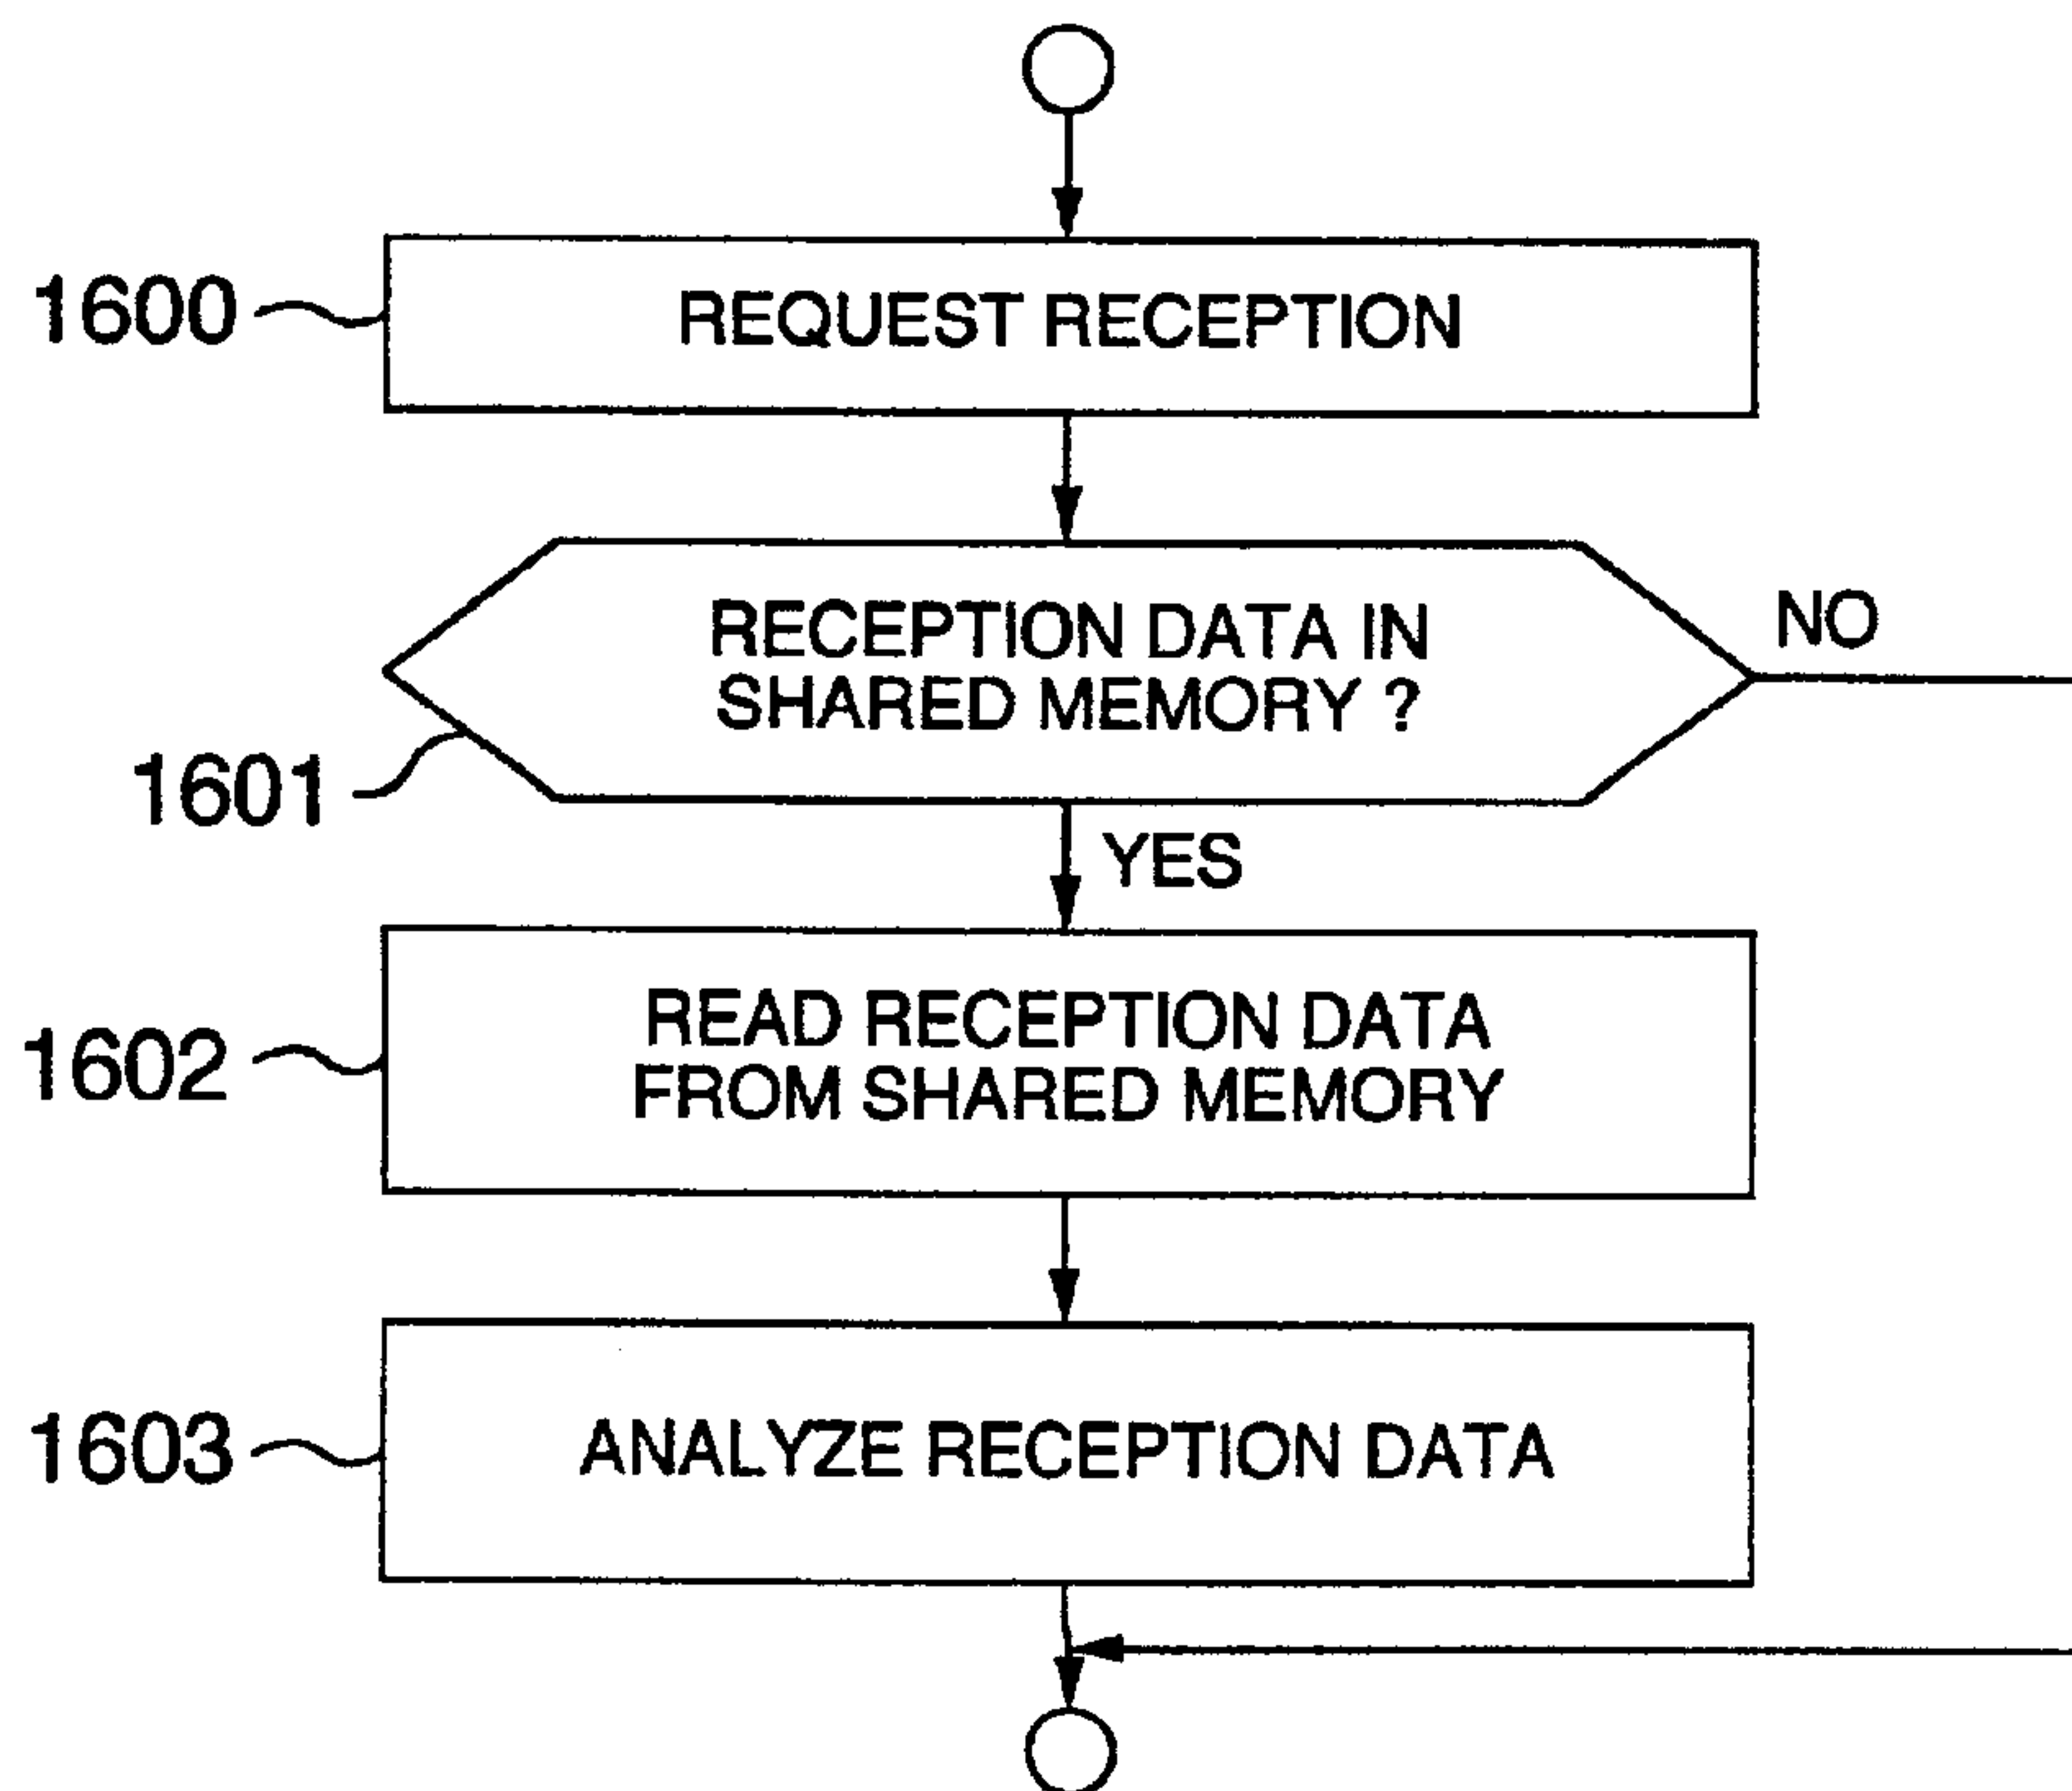 1600
REQUEST RECEPTION
RECEPTION DATA IN
SHARED MEMORY ?
NO
1601
YES
1602
READ RECEPTION DATA
FROM SHARED MEMORY
1603
ANALYZE RECEPTION DATA